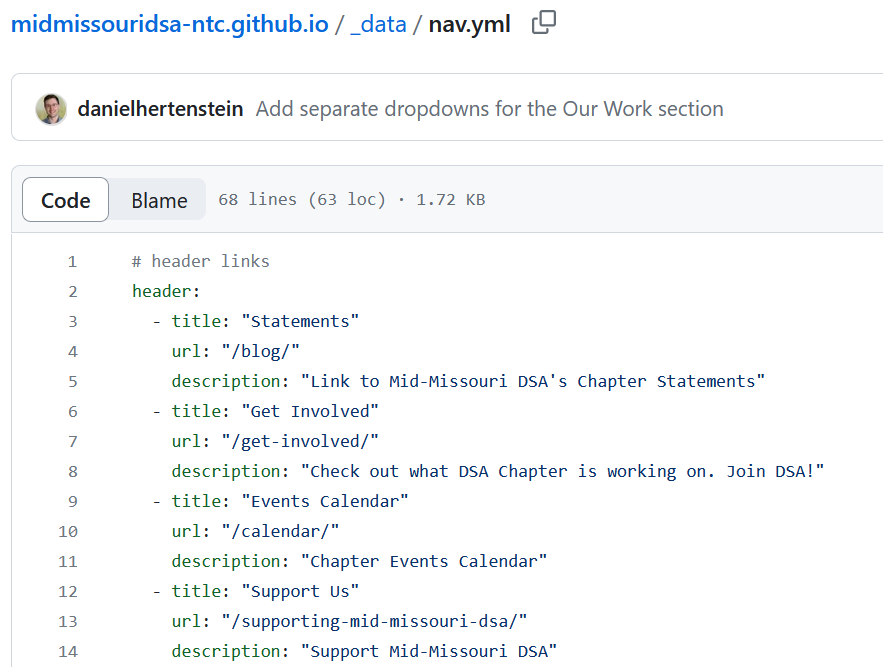 midmissouridsa-ntc.github.io / _data / nav.yml
danielhertenstein Add separate dropdowns for the Our Work section
Code Blame 68 lines (63 loc) · 1.72 KB
1 # header links
2 header:
3 - title: "Statements"
4 url: "/blog/"
5 description: "Link to Mid-Missouri DSA's Chapter Statements"
6 - title: "Get Involved"
7 url: "/get-involved/"
8 description: "Check out what DSA Chapter is working on. Join DSA!"
9 - title: "Events Calendar"
10 url: "/calendar/"
11 description: "Chapter Events Calendar"
12 - title: "Support Us"
13 url: "/supporting-mid-missouri-dsa/"
14 description: "Support Mid-Missouri DSA"